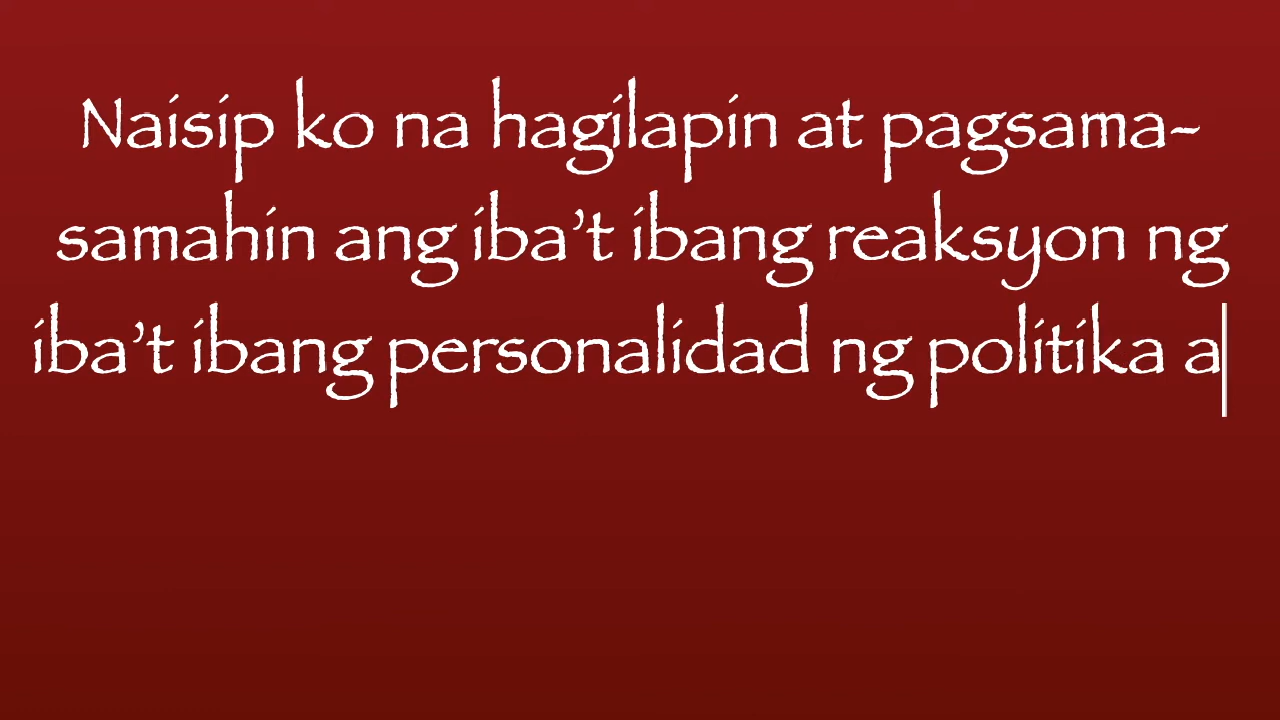 Naisip ko na hagilapin at pagsama-
samahin ang iba’t ibang reaksyon ng
iba’t ibang personalidad ng politika a